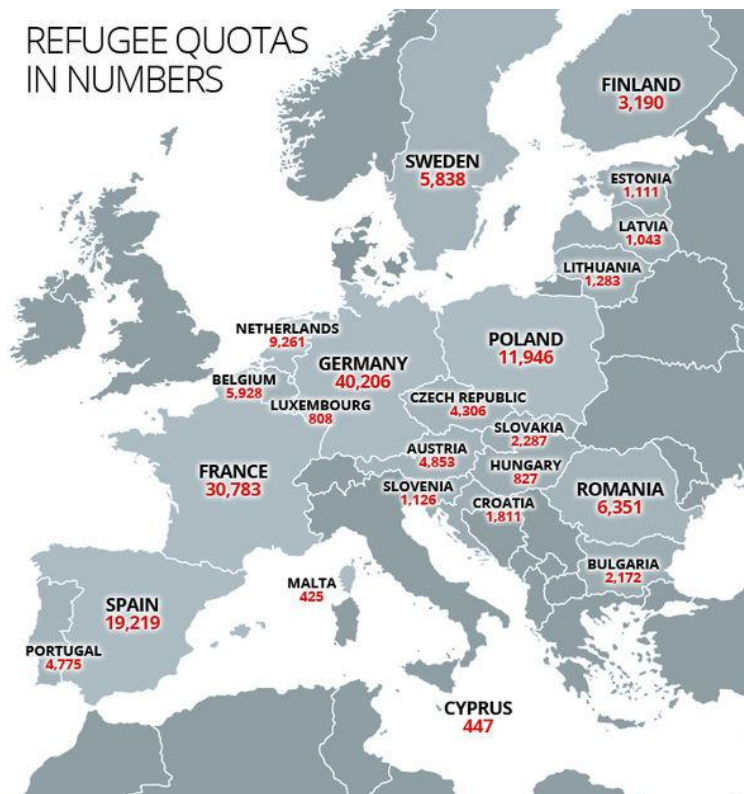 REFUGEE QUOTAS
IN NUMBERS
FINLAND
3,190
SWEDEN
5,838
ESTONIA
1,111
LATVIA
1,043
LITHUANIA
1,283
NETHERLANDS
9,261
POLAND
11,946
GERMANY
40,206
BELGIUM
5,928
CZECH REPUBLIC
4,306
LUXEMBOURG
808
SLOVAKIA
2,287
AUSTRIA
4,853
HUNGARY
827
FRANCE
30,783
SLOVENIA
1,126
ROMANIA
6,351
CROATIA
1,811
BULGARIA
2,172
MALTA
425
SPAIN
19,219
PORTUGAL
4,775
CYPRUS
447